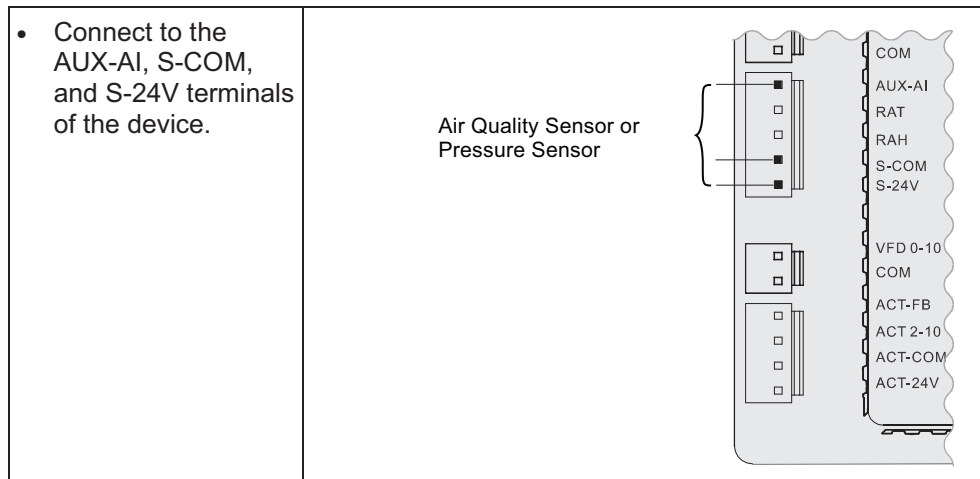 • Connect to the
AUX-AI, S-COM,
and S-24V terminals
of the device.
Air Quality Sensor or
Pressure Sensor
COM
AUX-AI
RAT
RAH
S-COM
S-24V
VFD 0-10
COM
ACT-FB
ACT 2-10
ACT-COM
ACT-24V